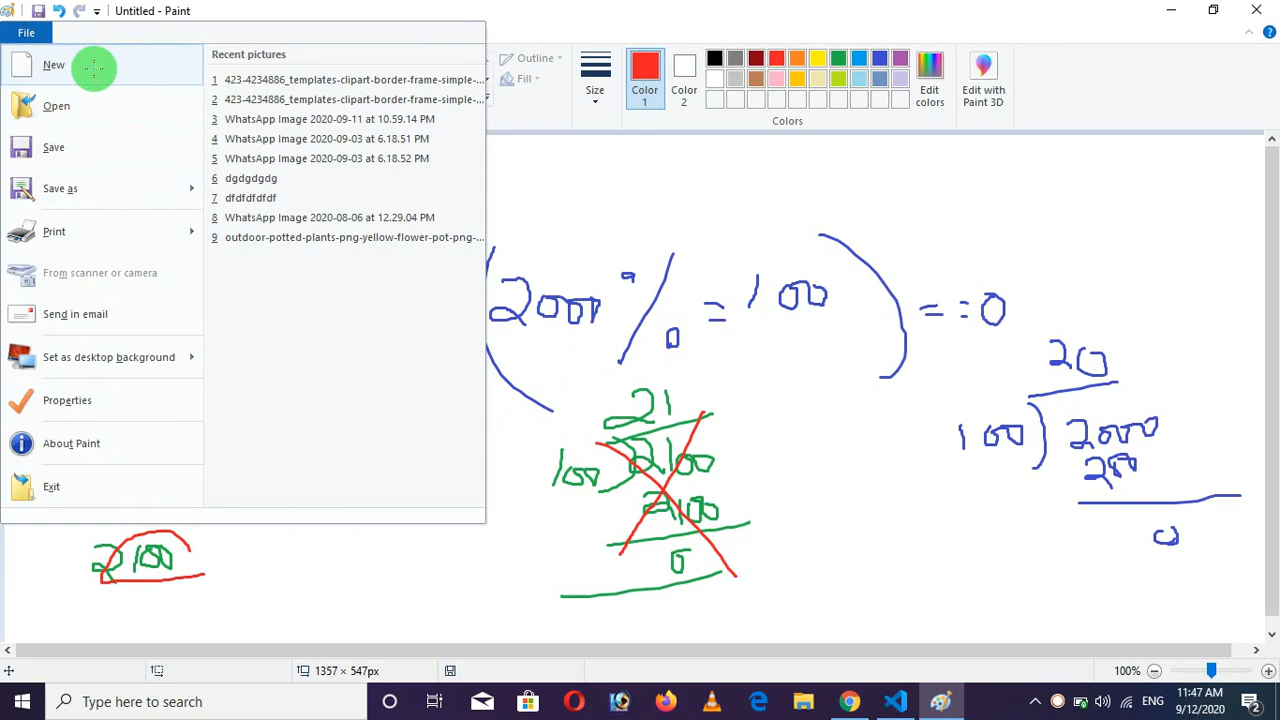 Untitled - Paint
File
New
Open
Save
Save as
Print
From scanner or camera
Send in email
Set as desktop background
Properties
About Paint
Exit
Recent pictures
1 423-4234886_templates-clipart-border-frame-simple-...
2 423-4234886_templates-clipart-border-frame-simple-...
3 WhatsApp Image 2020-09-11 at 10.59.14 PM
4 WhatsApp Image 2020-09-03 at 6.18.51 PM
5 WhatsApp Image 2020-09-03 at 6.18.52 PM
6 dgdgdgdg
7 dfdfdfdfdf
8 WhatsApp Image 2020-08-06 at 12.29.04 PM
9 outdoor-potted-plants-png-yellow-flower-pot-png-...
Outline
Fill
Size
Color 1
Color 2
Edit colors
Edit with Paint 3D
Colors
(2000 % = 100) = =0
20
100)2000
200
0
21
100)2100
2100
0
2100
1357 × 547px
100%
Type here to search
ENG
11:47 AM
9/12/2020
2